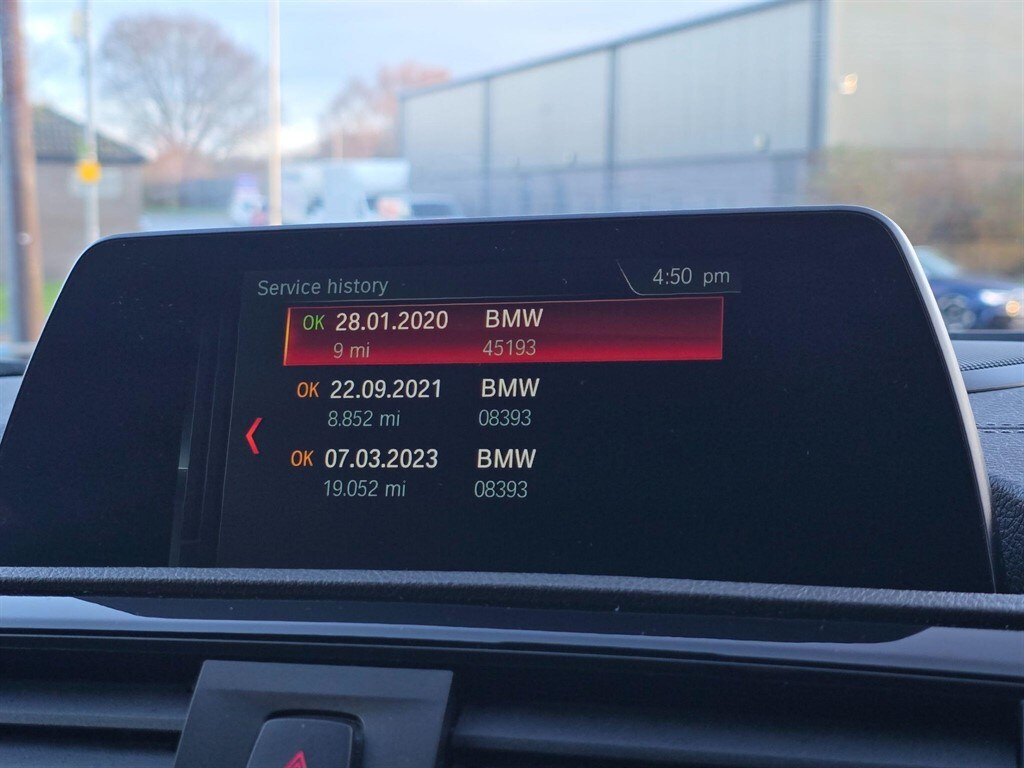 Service history
4:50 pm
OK 28.01.2020 BMW
9 mi 45193
OK 22.09.2021 BMW
8.852 mi 08393
OK 07.03.2023 BMW
19.052 mi 08393